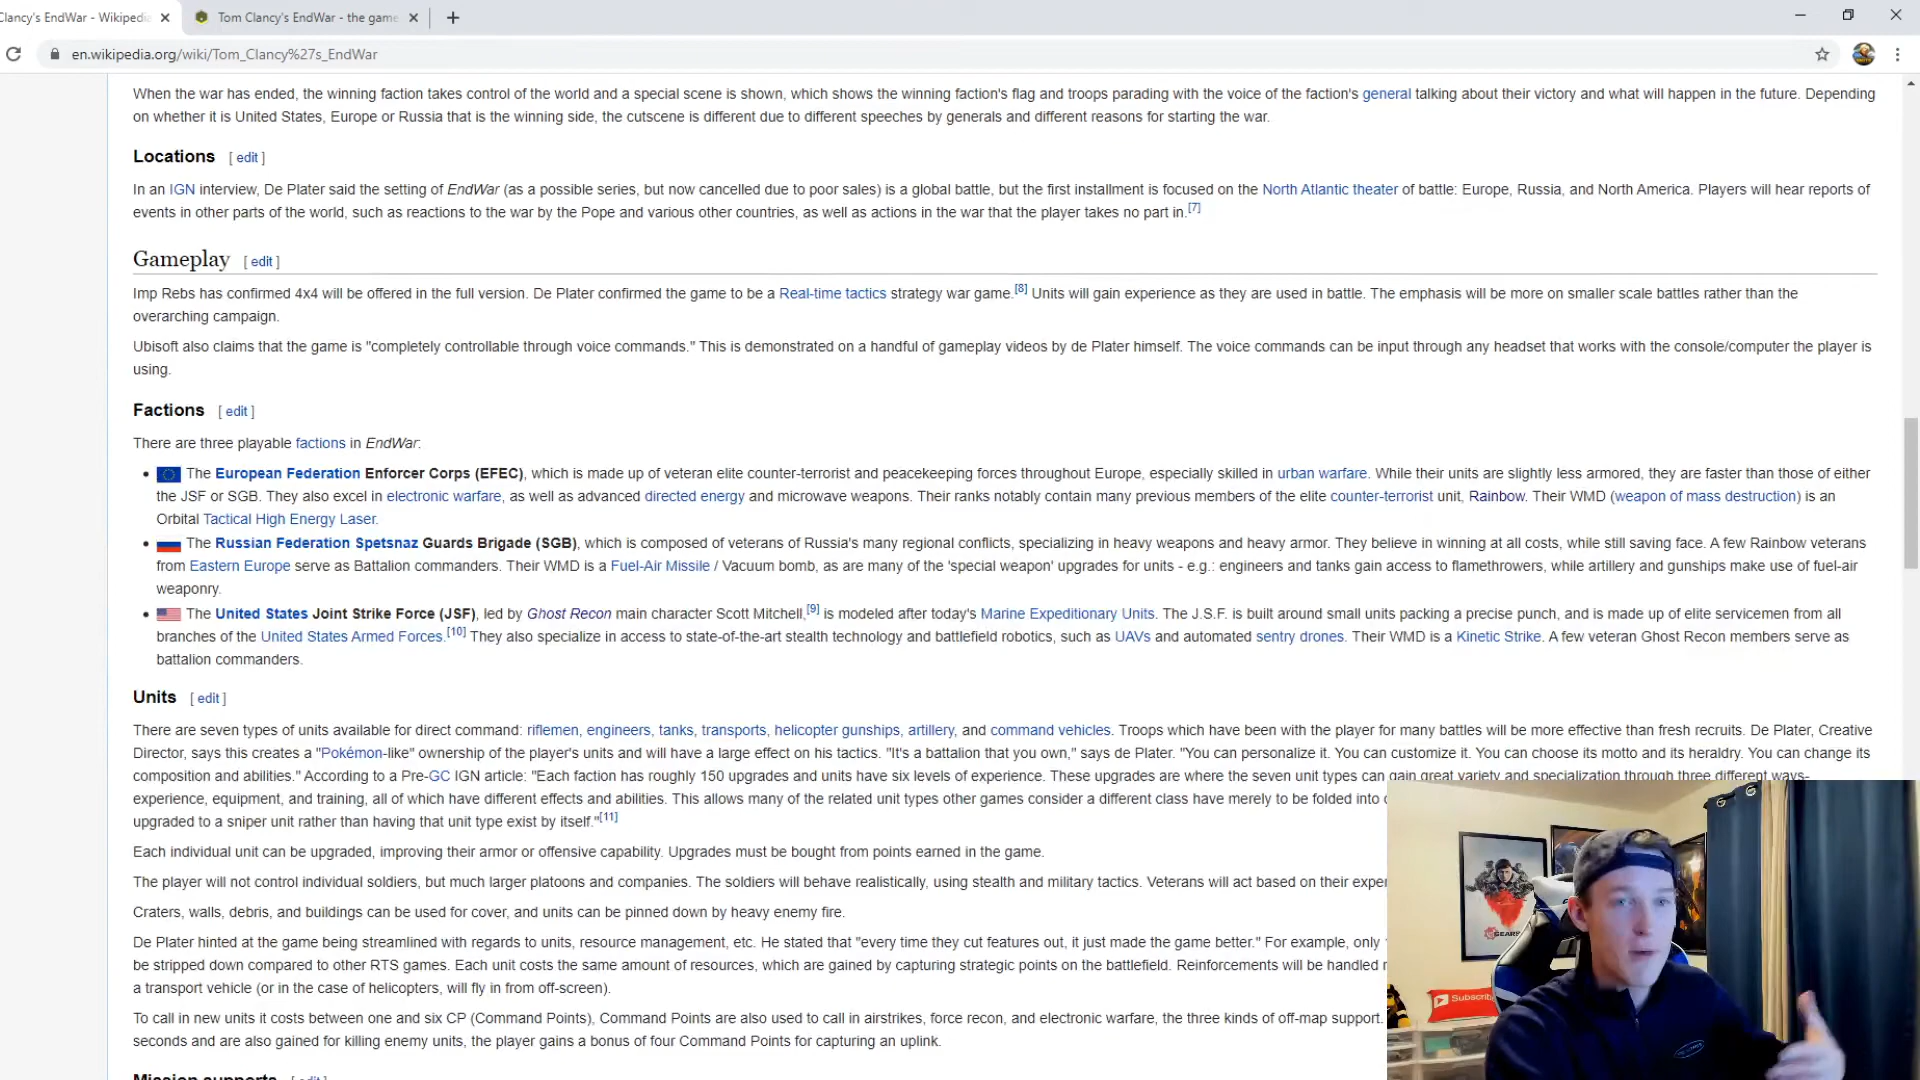 Clancy's EndWar - Wikipedi
Tom Clancy's EndWar - the game
en.wikipedia.org/wiki/Tom_Clancy%27s_EndWar
When the war has ended, the winning faction takes control of the world and a special scene is shown, which shows the winning faction's flag and troops parading with the voice of the faction's general talking about their victory and what will happen in the future. Depending
on whether it is United States, Europe or Russia that is the winning side, the cutscene is different due to different speeches by generals and different reasons for starting the war.
Locations [ edit ]
In an IGN interview, De Plater said the setting of EndWar (as a possible series, but now cancelled due to poor sales) is a global battle, but the first installment is focused on the North Atlantic theater of battle: Europe, Russia, and North America. Players will hear reports of
events in other parts of the world, such as reactions to the war by the Pope and various other countries, as well as actions in the war that the player takes no part in.[7]
Gameplay [ edit ]
Imp Rebs has confirmed 4x4 will be offered in the full version. De Plater confirmed the game to be a Real-time tactics strategy war game.[8] Units will gain experience as they are used in battle. The emphasis will be more on smaller scale battles rather than the
overarching campaign.
Ubisoft also claims that the game is "completely controllable through voice commands." This is demonstrated on a handful of gameplay videos by de Plater himself. The voice commands can be input through any headset that works with the console/computer the player is
using.
Factions [ edit ]
There are three playable factions in EndWar:
• The European Federation Enforcer Corps (EFEC), which is made up of veteran elite counter-terrorist and peacekeeping forces throughout Europe, especially skilled in urban warfare. While their units are slightly less armored, they are faster than those of either
the JSF or SGB. They also excel in electronic warfare, as well as advanced directed energy and microwave weapons. Their ranks notably contain many previous members of the elite counter-terrorist unit, Rainbow. Their WMD (weapon of mass destruction) is an
Orbital Tactical High Energy Laser.
• The Russian Federation Spetsnaz Guards Brigade (SGB), which is composed of veterans of Russia's many regional conflicts, specializing in heavy weapons and heavy armor. They believe in winning at all costs, while still saving face. A few Rainbow veterans
from Eastern Europe serve as Battalion commanders. Their WMD is a Fuel-Air Missile / Vacuum bomb, as are many of the 'special weapon' upgrades for units - e.g.: engineers and tanks gain access to flamethrowers, while artillery and gunships make use of fuel-air
weaponry.
• The United States Joint Strike Force (JSF), led by Ghost Recon main character Scott Mitchell,[9] is modeled after today's Marine Expeditionary Units. The J.S.F. is built around small units packing a precise punch, and is made up of elite servicemen from all
branches of the United States Armed Forces.[10] They also specialize in access to state-of-the-art stealth technology and battlefield robotics, such as UAVs and automated sentry drones. Their WMD is a Kinetic Strike. A few veteran Ghost Recon members serve as
battalion commanders.
Units [ edit ]
There are seven types of units available for direct command: riflemen, engineers, tanks, transports, helicopter gunships, artillery, and command vehicles. Troops which have been with the player for many battles will be more effective than fresh recruits. De Plater, Creative
Director, says this creates a "Pokémon-like" ownership of the player's units and will have a large effect on his tactics. "It's a battalion that you own," says de Plater. "You can personalize it. You can customize it. You can choose its motto and its heraldry. You can change its
composition and abilities." According to a Pre-GC IGN article: "Each faction has roughly 150 upgrades and units have six levels of experience. These upgrades are where the seven unit types can gain great variety and specialization through three different ways-
experience, equipment, and training, all of which have different effects and abilities. This allows many of the related unit types other games consider a different class have merely to be folded into
upgraded to a sniper unit rather than having that unit type exist by itself."[11]
Each individual unit can be upgraded, improving their armor or offensive capability. Upgrades must be bought from points earned in the game.
The player will not control individual soldiers, but much larger platoons and companies. The soldiers will behave realistically, using stealth and military tactics. Veterans will act based on their exper
Craters, walls, debris, and buildings can be used for cover, and units can be pinned down by heavy enemy fire.
De Plater hinted at the game being streamlined with regards to units, resource management, etc. He stated that "every time they cut features out, it just made the game better." For example, only
be stripped down compared to other RTS games. Each unit costs the same amount of resources, which are gained by capturing strategic points on the battlefield. Reinforcements will be handled
a transport vehicle (or in the case of helicopters, will fly in from off-screen).
To call in new units it costs between one and six CP (Command Points), Command Points are also used to call in airstrikes, force recon, and electronic warfare, the three kinds of off-map support.
seconds and are also gained for killing enemy units, the player gains a bonus of four Command Points for capturing an uplink.
Mission supports [ edit ]
GEARS
Subscrib